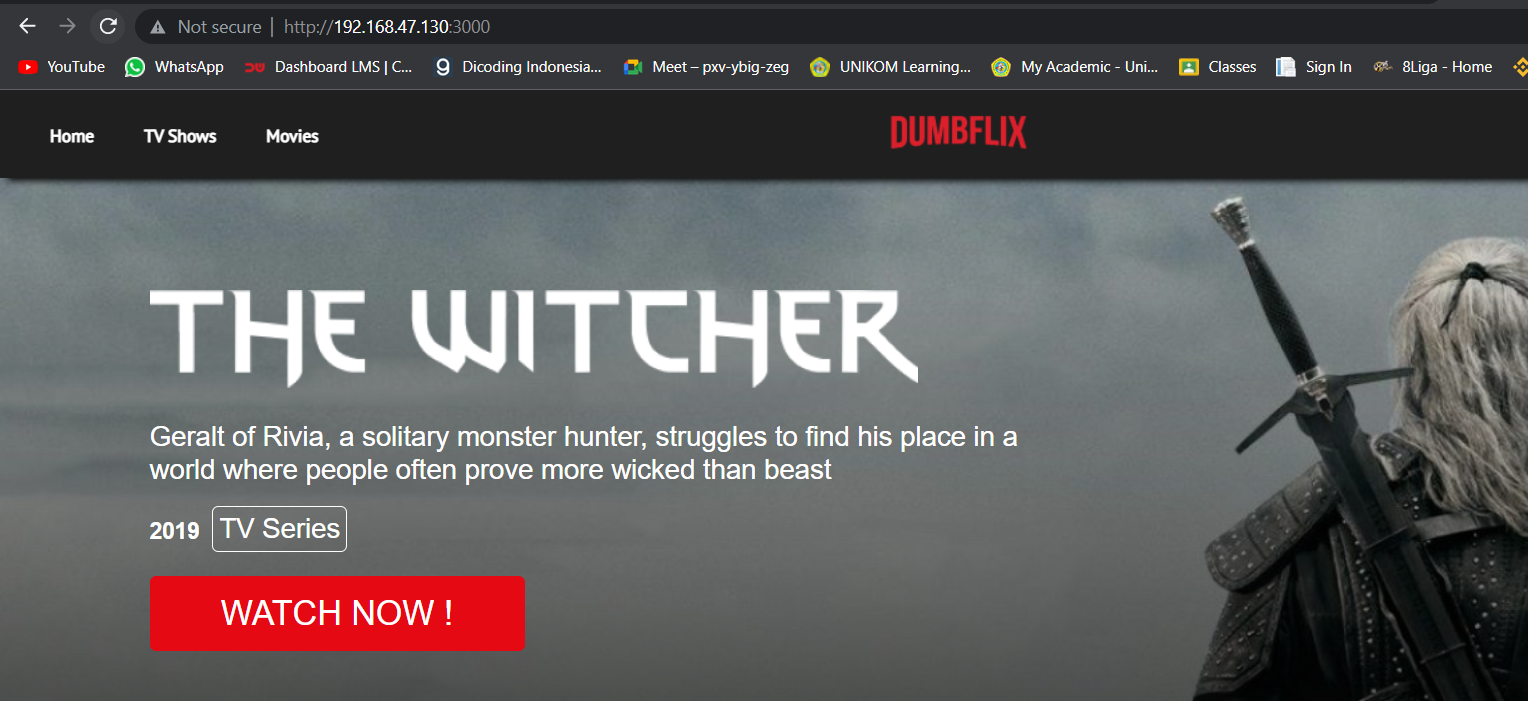 Not secure | http://192.168.47.130:3000
YouTube WhatsApp Dashboard LMS | C... Dicoding Indonesia... Meet – pxv-ybig-zeg UNIKOM Learning... My Academic - Uni... Classes Sign In 8Liga - Home
Home TV Shows Movies DUMBFLIX
THE WITCHER
Geralt of Rivia, a solitary monster hunter, struggles to find his place in a
world where people often prove more wicked than beast
2019 TV Series
WATCH NOW !